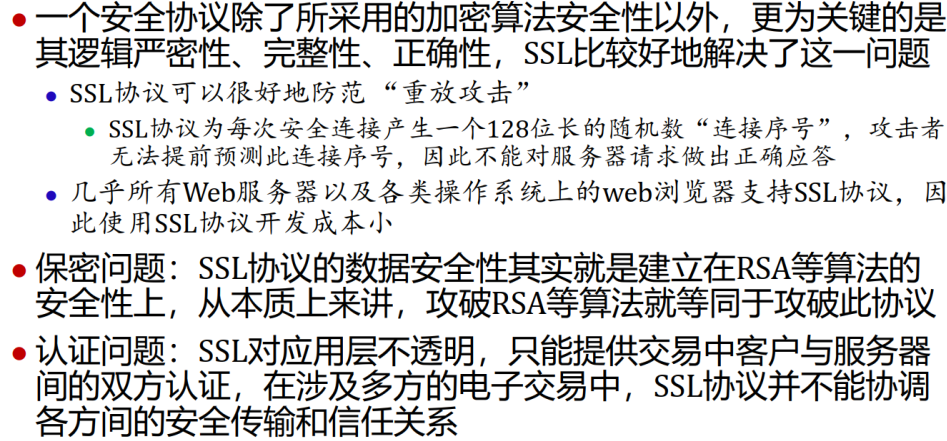 一个安全协议除了所采用的加密算法安全性以外，更为关键的是
其逻辑严密性、完整性、正确性，SSL比较好地解决了这一问题
SSL协议可以很好地防范“重放攻击”
SSL协议为每次安全连接产生一个128位长的随机数“连接序号”，攻击者
无法提前预测此连接序号，因此不能对服务器请求做出正确应答
几乎所有Web服务器以及各类操作系统上的web浏览器支持SSL协议，因
此使用SSL协议开发成本小
保密问题：SSL协议的数据安全性其实就是建立在RSA等算法的
安全性上，从本质上来讲，攻破RSA等算法就等同于攻破此协议
认证问题：SSL对应用层不透明，只能提供交易中客户与服务器
间的双方认证，在涉及多方的电子交易中，SSL协议并不能协调
各方间的安全传输和信任关系